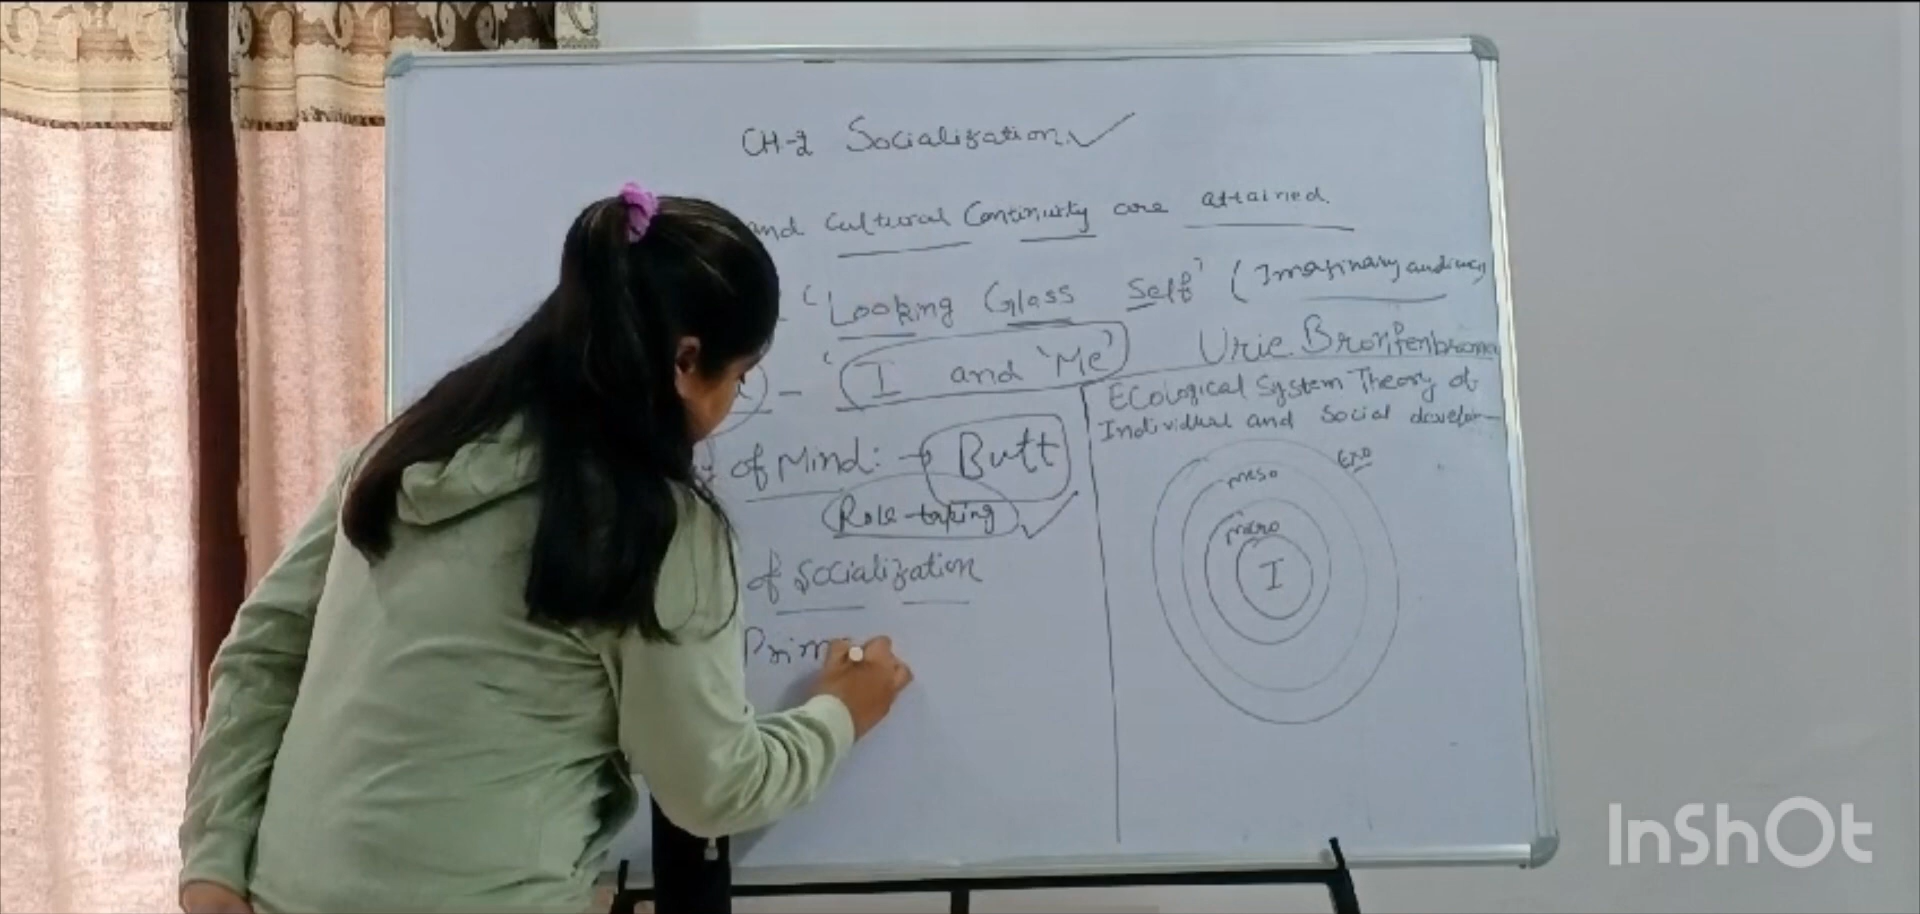 CH-2 Socialization
and cultural Continuity are attained.
'Looking Glass Self' (Imaginary audience)
'I and 'Me'
Urie Bronfenbrenner
Ecological System Theory of
Individual and Social develop
of Mind: → Butt
Role-taking
of Socialization
Prim
Exo
meso
micro
I
InShOt